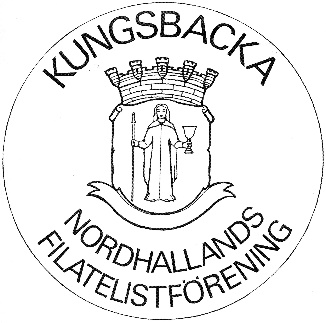 KUNGSBACKA
NORDHALLANDS
FILATELISTFÖRENING